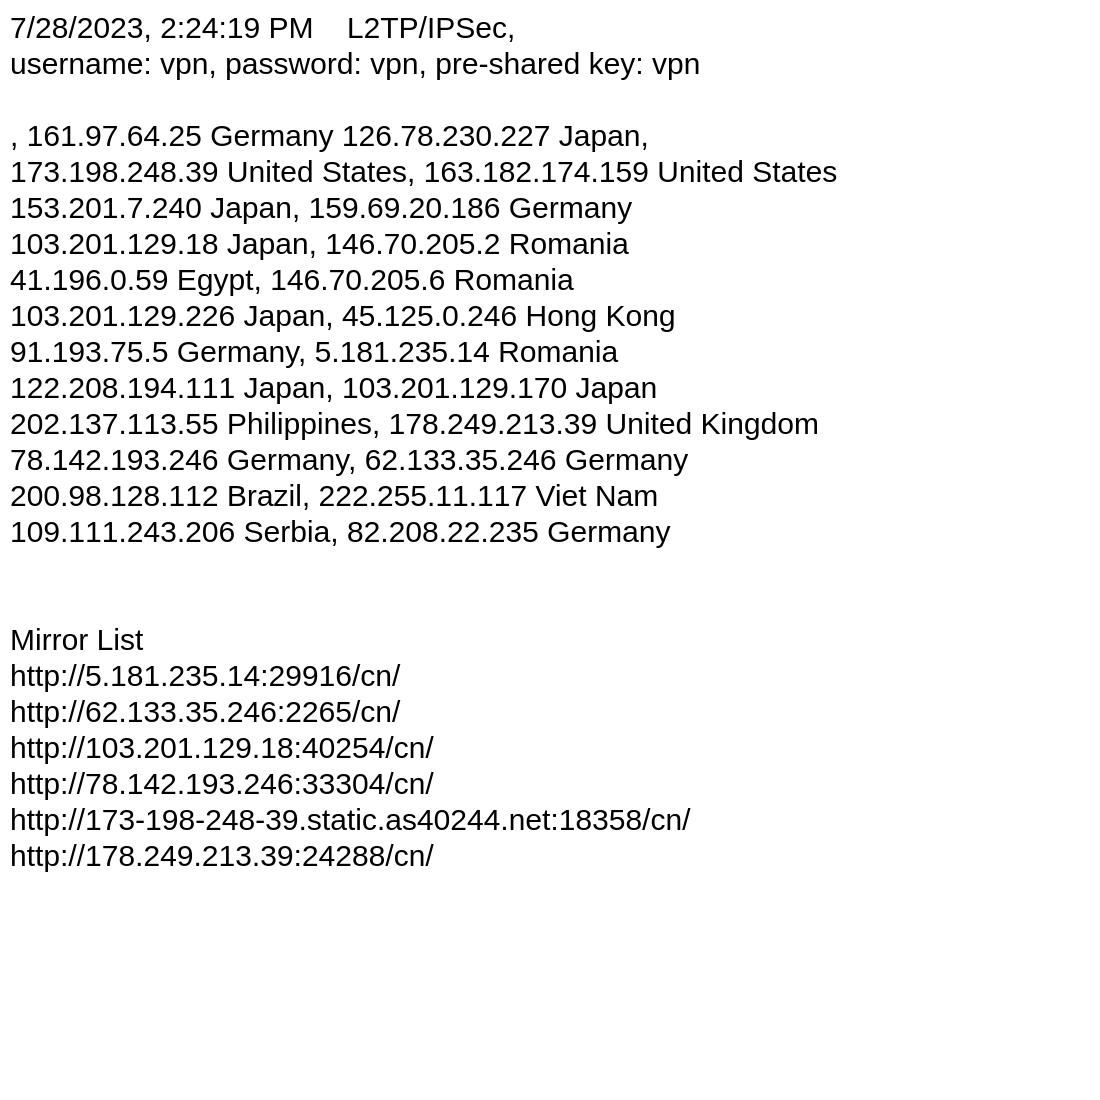 7/28/2023, 2:24:19 PM    L2TP/IPSec,
username: vpn, password: vpn, pre-shared key: vpn
, 161.97.64.25 Germany 126.78.230.227 Japan,
173.198.248.39 United States, 163.182.174.159 United States
153.201.7.240 Japan, 159.69.20.186 Germany
103.201.129.18 Japan, 146.70.205.2 Romania
41.196.0.59 Egypt, 146.70.205.6 Romania
103.201.129.226 Japan, 45.125.0.246 Hong Kong
91.193.75.5 Germany, 5.181.235.14 Romania
122.208.194.111 Japan, 103.201.129.170 Japan
202.137.113.55 Philippines, 178.249.213.39 United Kingdom
78.142.193.246 Germany, 62.133.35.246 Germany
200.98.128.112 Brazil, 222.255.11.117 Viet Nam
109.111.243.206 Serbia, 82.208.22.235 Germany
Mirror List
http://5.181.235.14:29916/cn/
http://62.133.35.246:2265/cn/
http://103.201.129.18:40254/cn/
http://78.142.193.246:33304/cn/
http://173-198-248-39.static.as40244.net:18358/cn/
http://178.249.213.39:24288/cn/